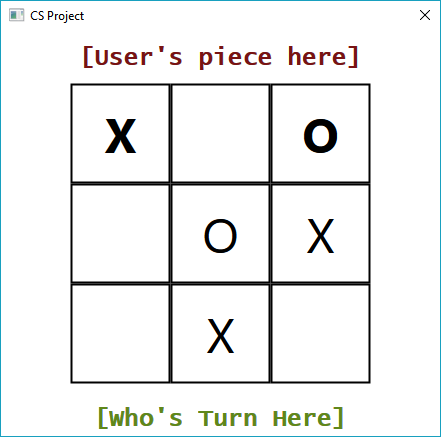 CS Project
[User's piece here]
X O
O X
X
[Who's Turn Here]